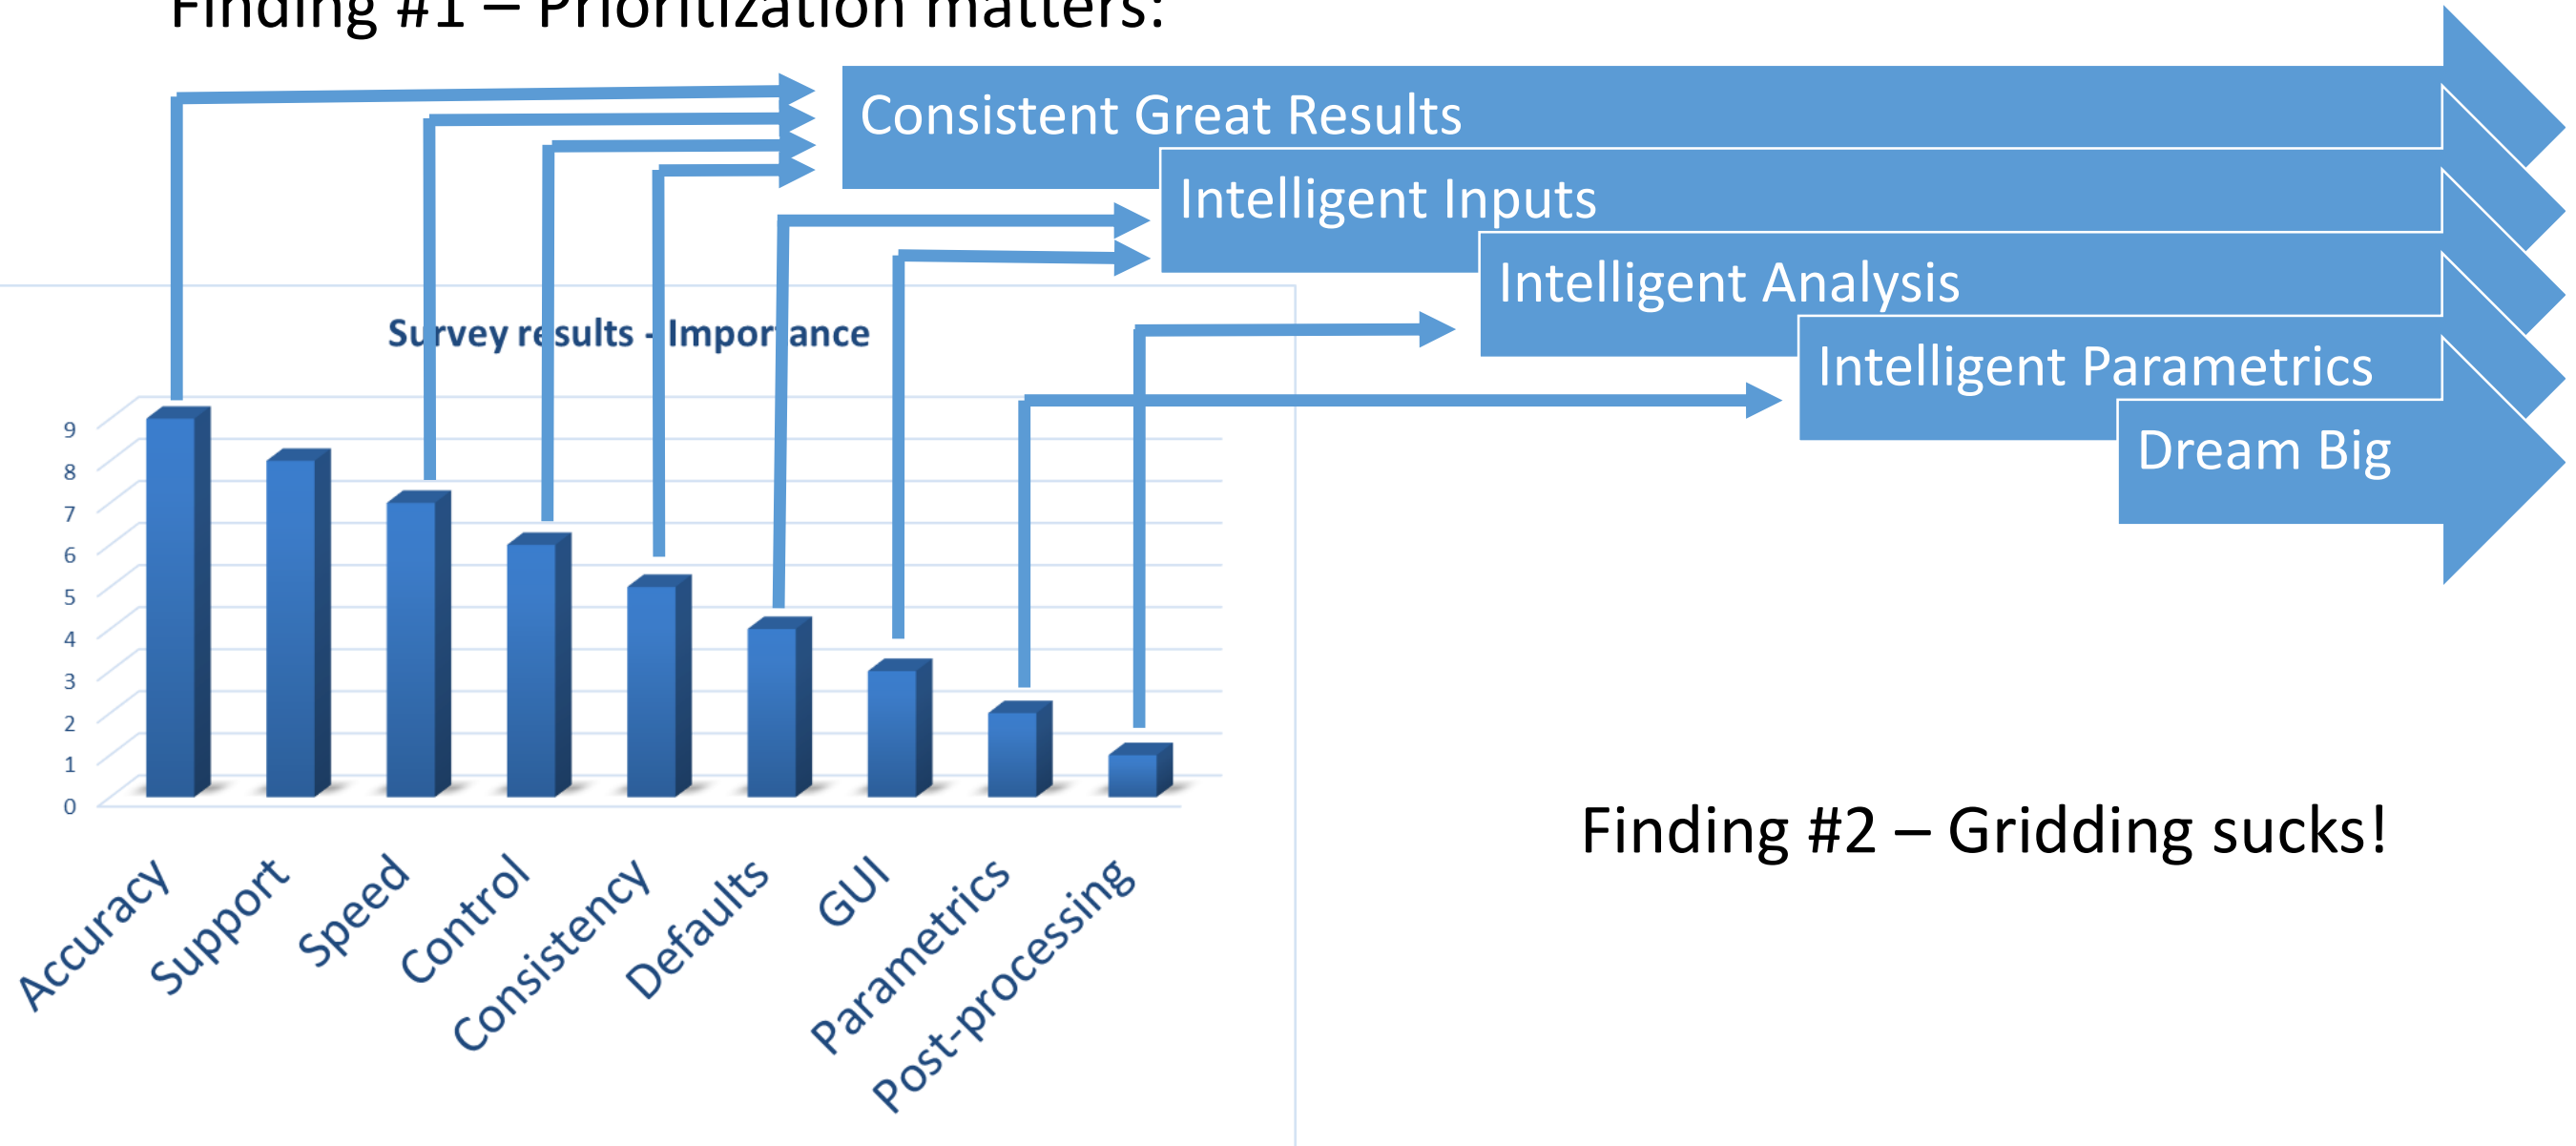 Finding #1 – Prioritization matters:
Consistent Great Results
Intelligent Inputs
Intelligent Analysis
Intelligent Parametrics
Dream Big
Survey results - Importance
9
8
7
6
5
4
3
2
1
0
Accuracy
Support
Speed
Control
Consistency
Defaults
GUI
Parametrics
Post-processing
Finding #2 – Gridding sucks!